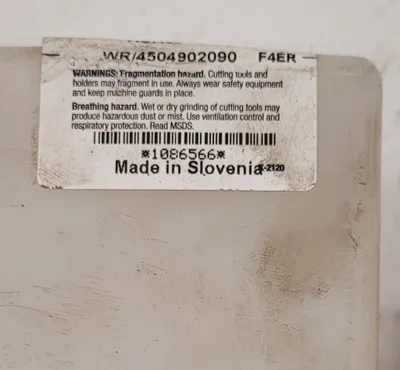 WR/4504902090 F4ER
WARNINGS: Fragmentation hazard. Cutting tools and
holders may fragment in use. Always wear safety equipment
and keep machine guards in place.
Breathing hazard. Wet or dry grinding of cutting tools may
produce hazardous dust or mist. Use ventilation control and
respiratory protection. Read MSDS.
*1086566*
Made in Slovenia -2120